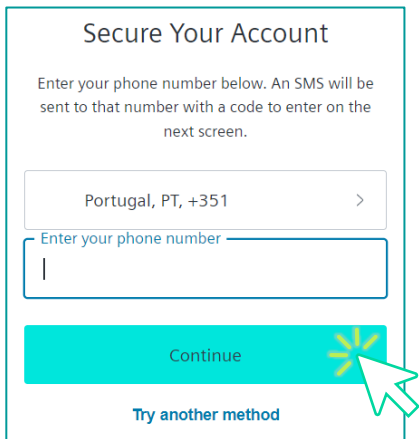 Secure Your Account
Enter your phone number below. An SMS will be
sent to that number with a code to enter on the
next screen.
Portugal, PT, +351
Enter your phone number
Continue
Try another method